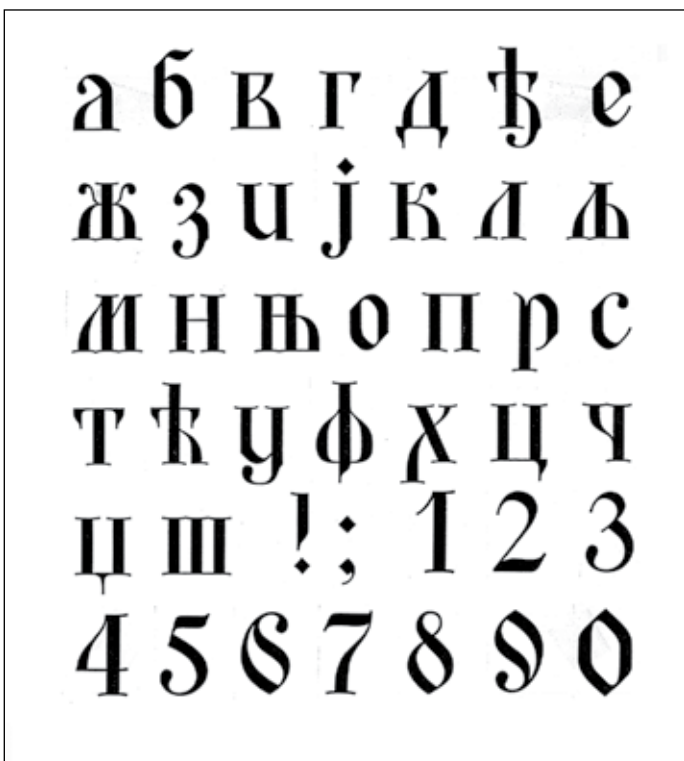 а б в г д ђ е
ж з и ј к л љ
м н њ о п р с
т ћ у ф х ц ч
џ ш ! ; 1 2 3
4 5 6 7 8 9 0